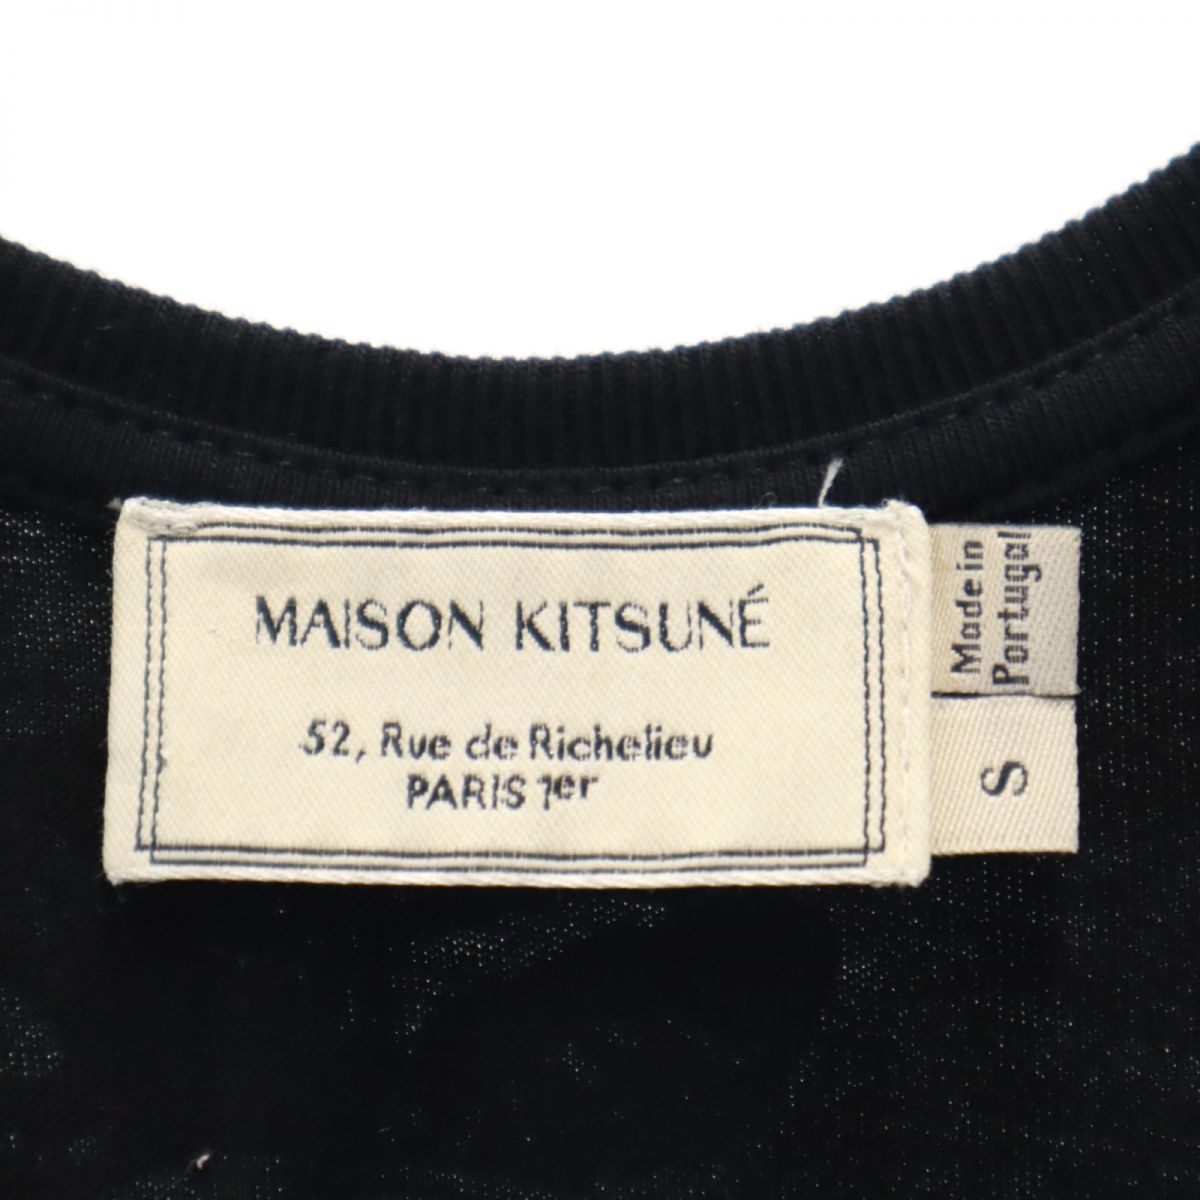 MAISON KITSUNÉ
52, Rue de Richelieu
PARIS 1er
Made in
Portugal
S